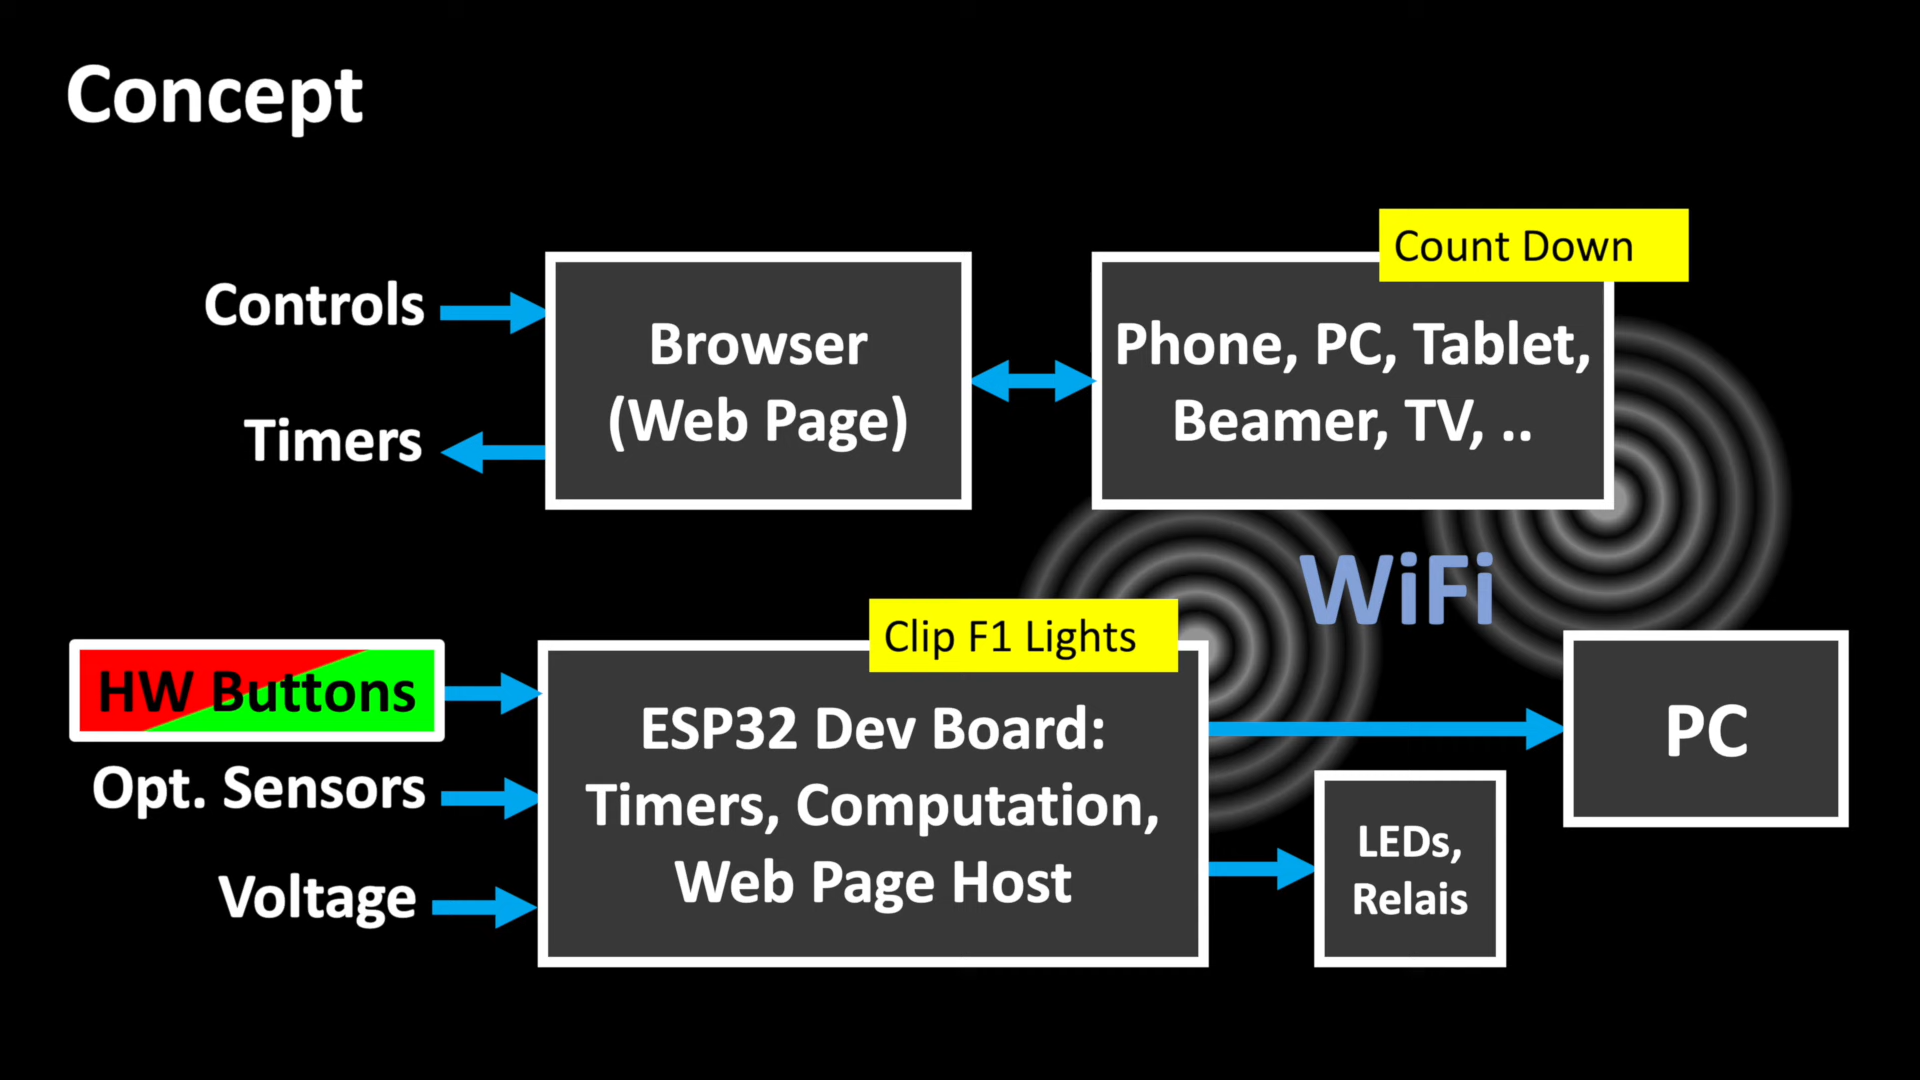 Concept
Count Down
Controls
Timers
Browser
(Web Page)
Phone, PC, Tablet,
Beamer, TV, ..
WiFi
Clip F1 Lights
HW Buttons
Opt. Sensors
Voltage
ESP32 Dev Board:
Timers, Computation,
Web Page Host
PC
LEDs,
Relais